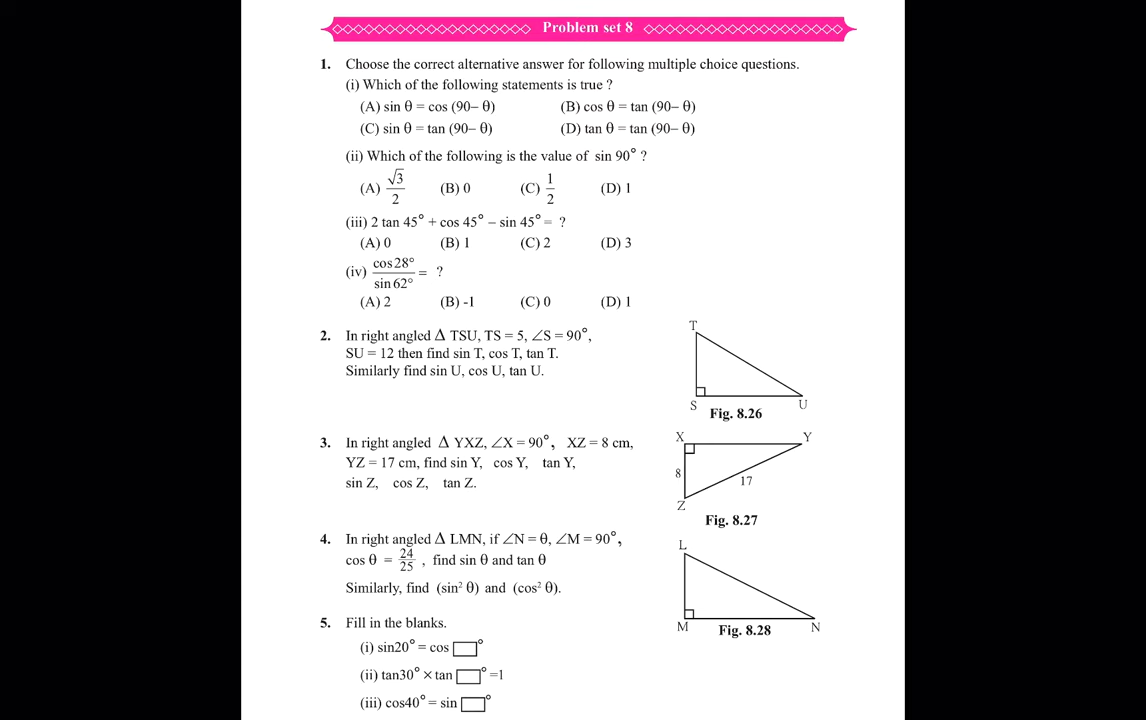 Problem set 8
1. Choose the correct alternative answer for following multiple choice questions.
(i) Which of the following statements is true ?
(A) sin θ = cos (90– θ) (B) cos θ = tan (90– θ)
(C) sin θ = tan (90– θ) (D) tan θ = tan (90– θ)
(ii) Which of the following is the value of sin 90° ?
(A) √3/2 (B) 0 (C) 1/2 (D) 1
(iii) 2 tan 45° + cos 45° – sin 45° = ?
(A) 0 (B) 1 (C) 2 (D) 3
(iv) cos 28°/sin 62° = ?
(A) 2 (B) -1 (C) 0 (D) 1
2. In right angled Δ TSU, TS = 5, ∠S = 90°,
SU = 12 then find sin T, cos T, tan T.
Similarly find sin U, cos U, tan U.
T
S
U
Fig. 8.26
3. In right angled Δ YXZ, ∠X = 90°, XZ = 8 cm,
YZ = 17 cm, find sin Y, cos Y, tan Y,
sin Z, cos Z, tan Z.
X
Y
8
17
Z
Fig. 8.27
4. In right angled Δ LMN, if ∠N = θ, ∠M = 90°,
cos θ = 24/25 , find sin θ and tan θ
Similarly, find (sin² θ) and (cos² θ).
L
M
N
Fig. 8.28
5. Fill in the blanks.
(i) sin20° = cos □°
(ii) tan30° × tan □° =1
(iii) cos40° = sin □°